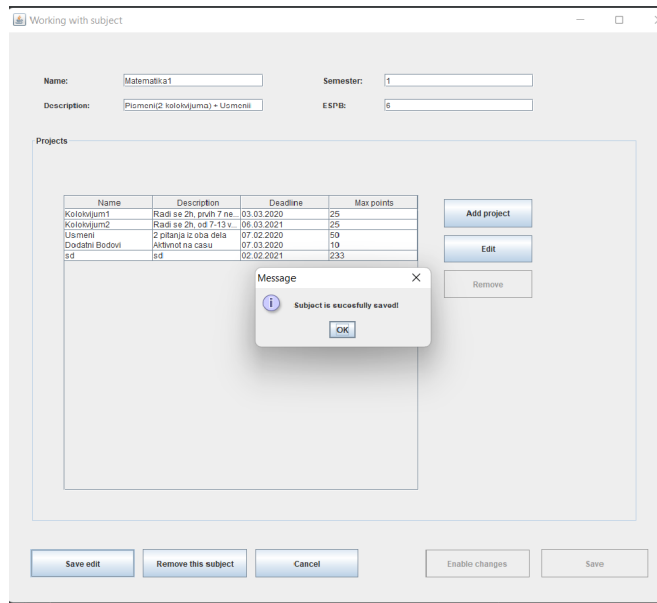 Working with subject
Name: Matematika1 Semester: 1
Description: Pismeni(2 kolokvijuma) + Usmenii ESPB: 6
Projects
Name Description Deadline Max points
Kolokvijum1 Radi se 2h, prvih 7 ne... 03.03.2020 25
Kolokvijum2 Radi se 2h, od 7-13 v... 06.03.2021 25
Usmeni 2 pitanja iz oba dela 07.02.2020 50
Dodatni Bodovi Aktivnot na casu 07.03.2020 10
sd sd 02.02.2021 233
Add project
Edit
Remove
Message
Subject is sucesfully saved!
OK
Save edit Remove this subject Cancel Enable changes Save